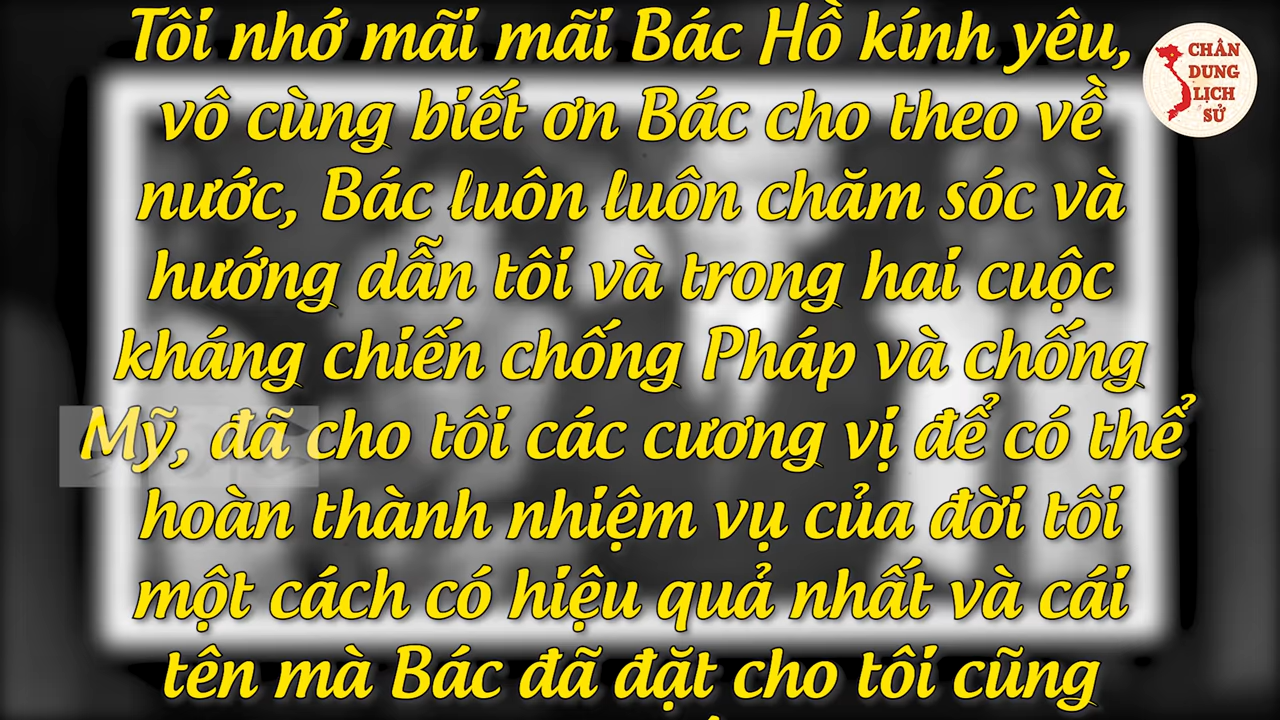 Tôi nhớ mãi mãi Bác Hồ kính yêu,
vô cùng biết ơn Bác cho theo về
nước, Bác luôn luôn chăm sóc và
hướng dẫn tôi và trong hai cuộc
kháng chiến chống Pháp và chống
Mỹ, đã cho tôi các cương vị để có thể
hoàn thành nhiệm vụ của đời tôi
một cách có hiệu quả nhất và cái
tên mà Bác đã đặt cho tôi cũng
CHÂN
DUNG
LỊCH
SỬ